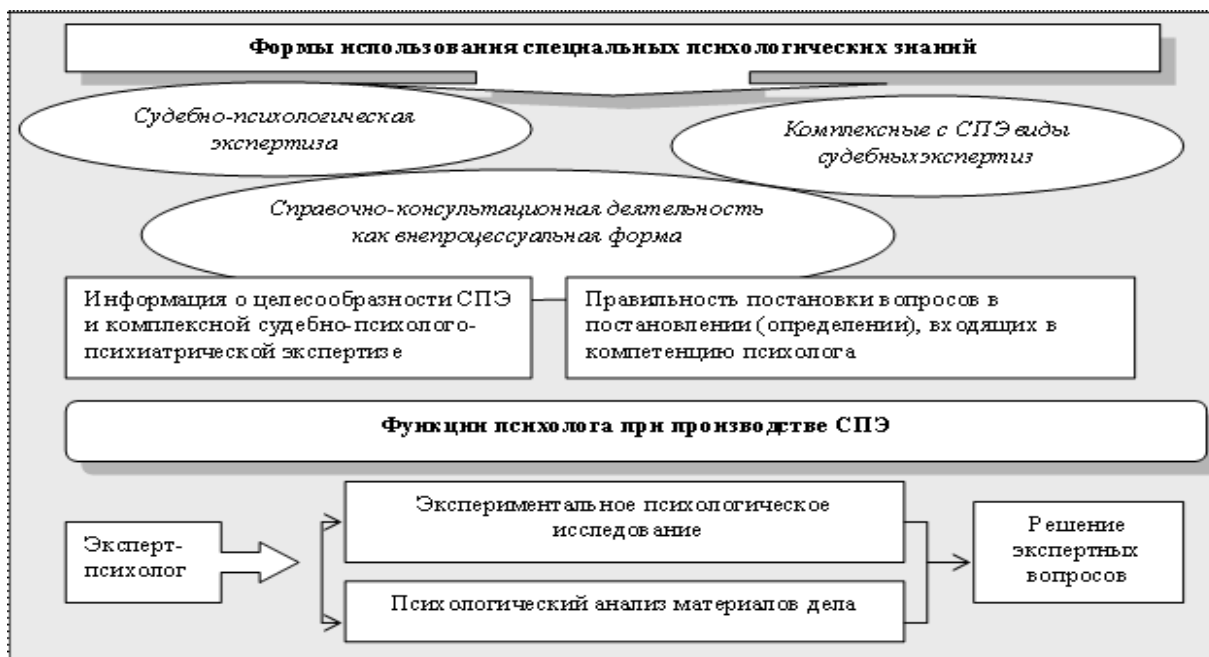 Формы использования специальных психологических знаний
Судебно-психологическая
экспертиза
Комплексные с СПЭ виды
судебныхэкспертиз
Справочно-консультационная деятельность
как внепроцессуальная форма
Информация о целесообразности СПЭ
и комплексной судебно-психолого-
психиатрической экспертизе
Правильность постановки вопросов в
постановлении (определении), входящих в
компетенцию психолога
Функции психолога при производстве СПЭ
Эксперт-
психолог
Экспериментальное психологическое
исследование
Психологический анализ материалов дела
Решение
экспертных
вопросов